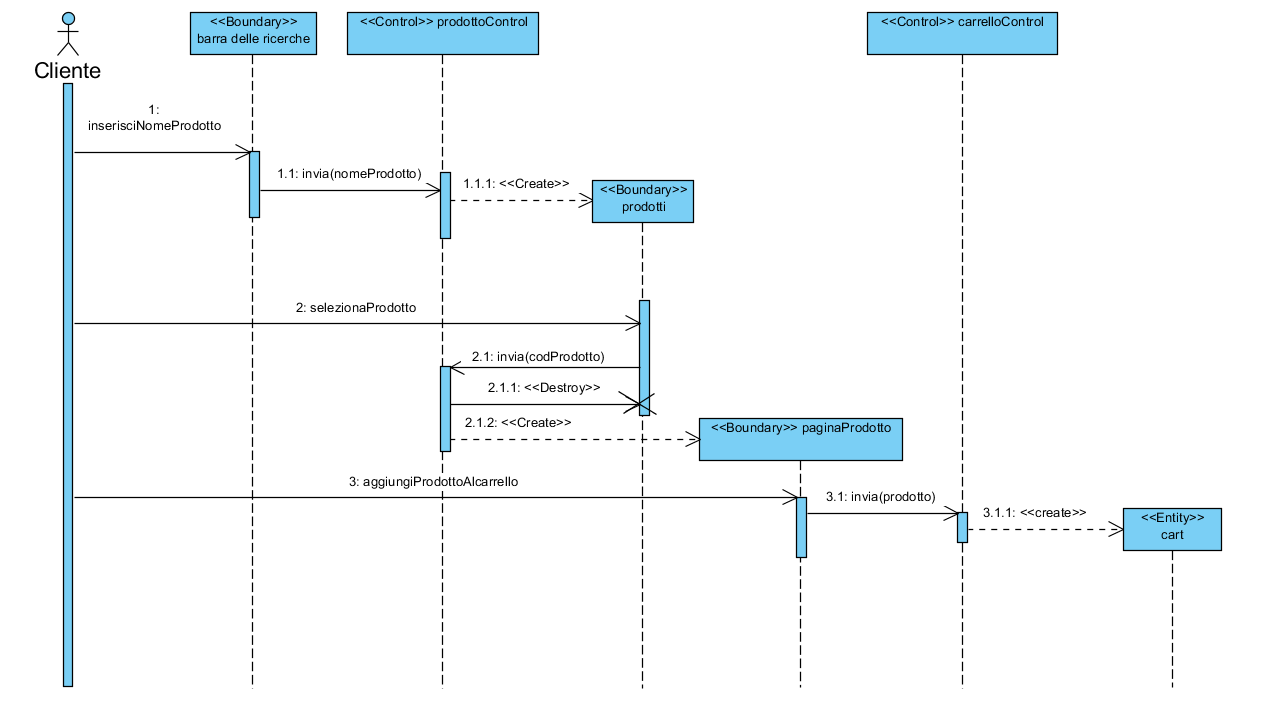 <<Boundary>>
barra delle ricerche
<<Control>> prodottoControl
<<Control>> carrelloControl
Cliente
1:
inserisciNomeProdotto
1.1: invia(nomeProdotto)
1.1.1: <<Create>>
<<Boundary>>
prodotti
2: selezionaProdotto
2.1: invia(codProdotto)
2.1.1: <<Destroy>>
2.1.2: <<Create>>
<<Boundary>> paginaProdotto
3: aggiungiProdottoAlcarrello
3.1: invia(prodotto)
3.1.1: <<create>>
<<Entity>>
cart